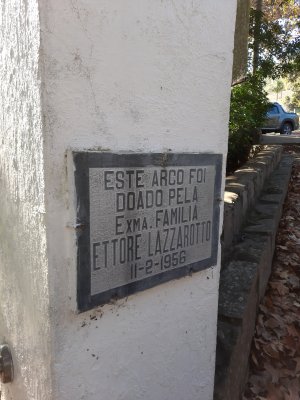 ESTE ARCO FOI
DOADO PELA
EXMA. FAMILIA
ETTORE LAZZAROTTO
11-2-1956